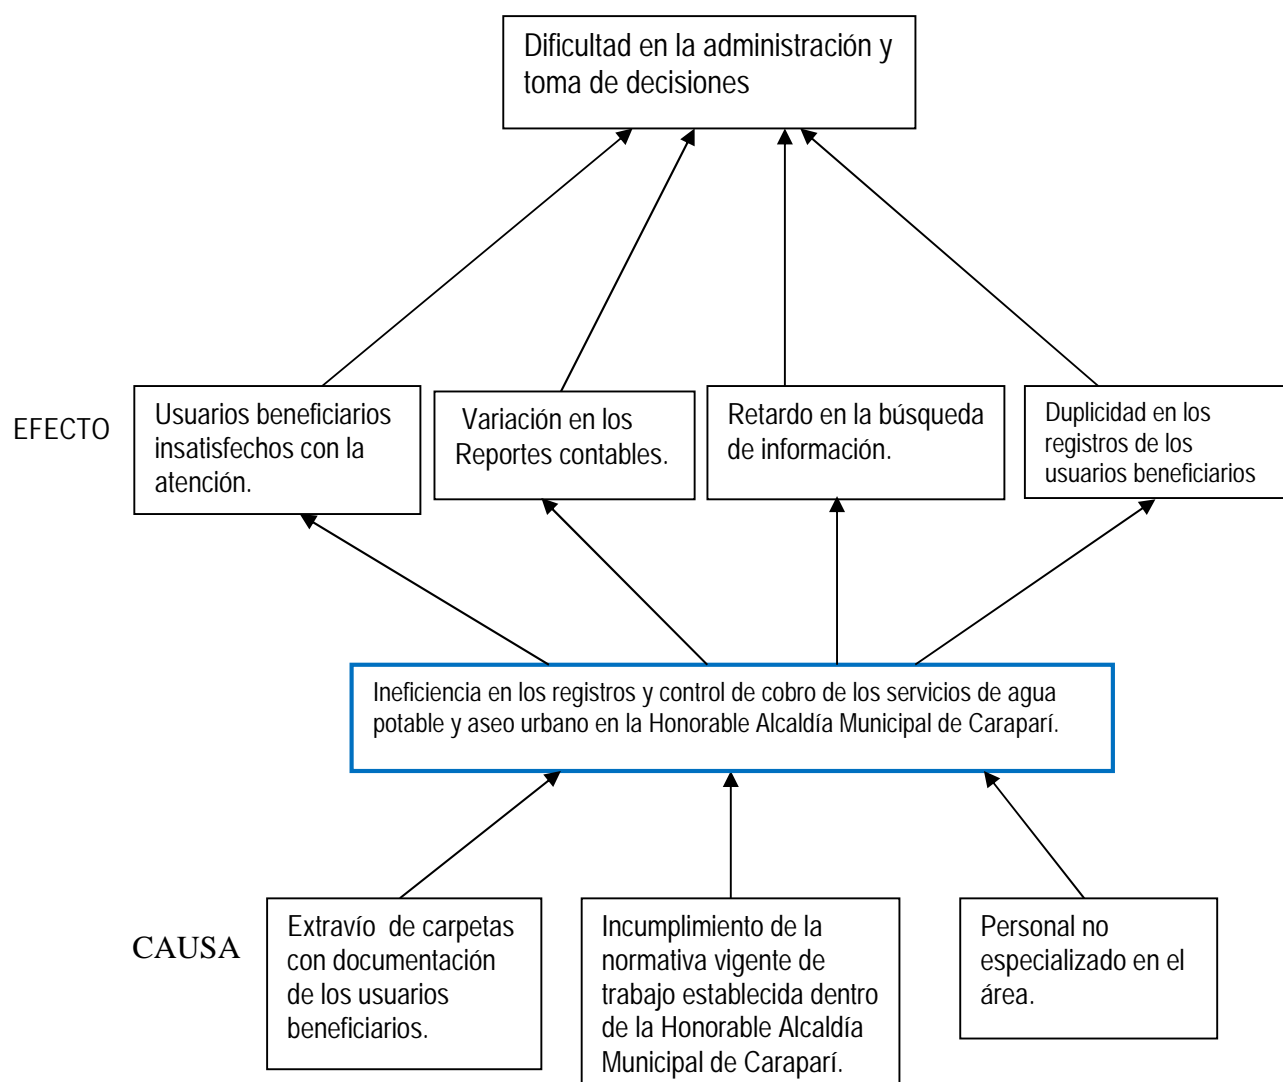 Dificultad en la administración y
toma de decisiones
EFECTO
Usuarios beneficiarios
insatisfechos con la
atención.
Variación en los
Reportes contables.
Retardo en la búsqueda
de información.
Duplicidad en los
registros de los
usuarios beneficiarios
Ineficiencia en los registros y control de cobro de los servicios de agua
potable y aseo urbano en la Honorable Alcaldía Municipal de Caraparí.
CAUSA
Extravío de carpetas
con documentación
de los usuarios
beneficiarios.
Incumplimiento de la
normativa vigente de
trabajo establecida dentro
de la Honorable Alcaldía
Municipal de Caraparí.
Personal no
especializado en el
área.